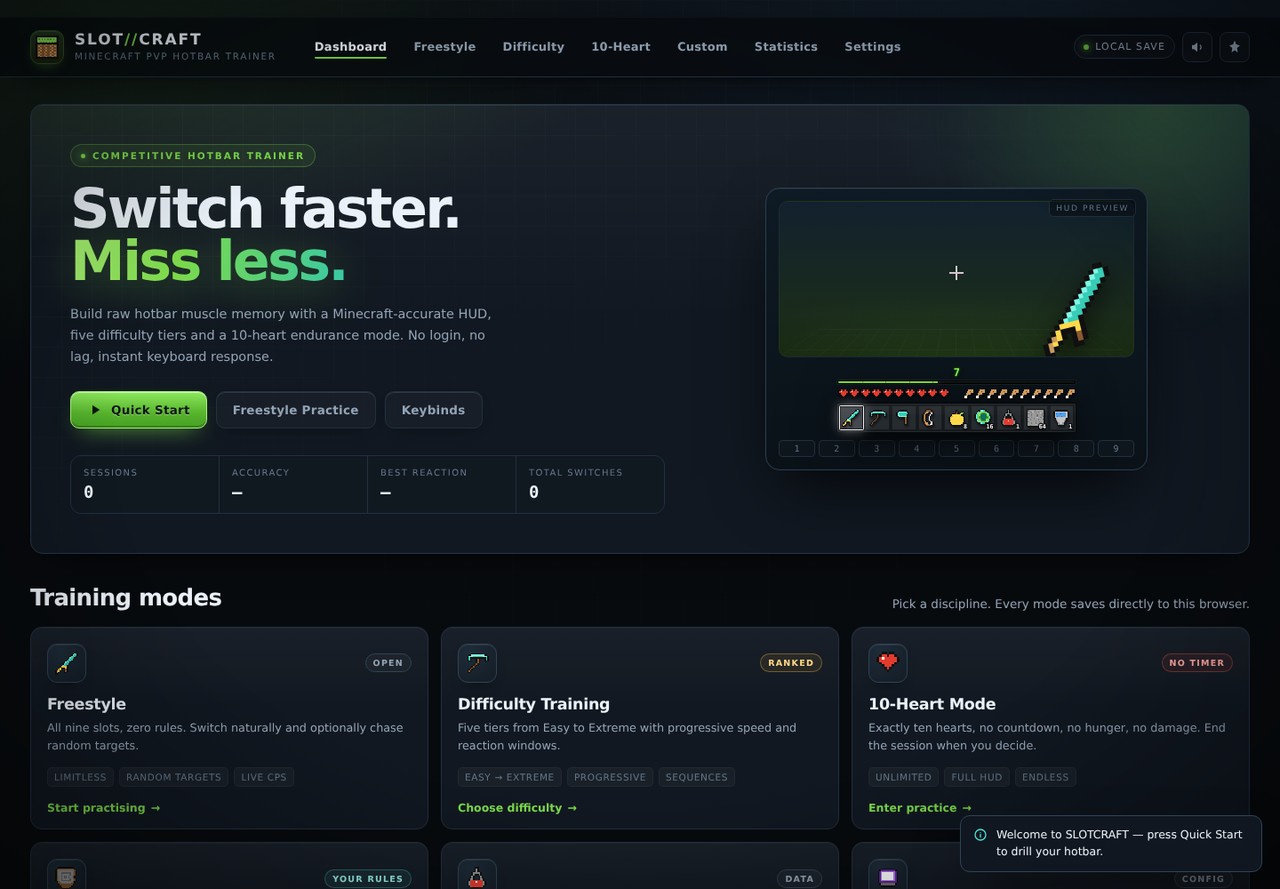 SLOT//CRAFT
MINECRAFT PVP HOTBAR TRAINER
Dashboard
Freestyle
Difficulty
10-Heart
Custom
Statistics
Settings
LOCAL SAVE
COMPETITIVE HOTBAR TRAINER
Switch faster.
Miss less.
Build raw hotbar muscle memory with a Minecraft-accurate HUD,
five difficulty tiers and a 10-heart endurance mode. No login, no
lag, instant keyboard response.
Quick Start
Freestyle Practice
Keybinds
SESSIONS
0
ACCURACY
—
BEST REACTION
—
TOTAL SWITCHES
0
HUD PREVIEW
7
8 16 1 64 1
1 2 3 4 5 6 7 8 9
Training modes
Pick a discipline. Every mode saves directly to this browser.
OPEN
Freestyle
All nine slots, zero rules. Switch naturally and optionally chase
random targets.
LIMITLESS
RANDOM TARGETS
LIVE CPS
Start practising →
RANKED
Difficulty Training
Five tiers from Easy to Extreme with progressive speed and
reaction windows.
EASY → EXTREME
PROGRESSIVE
SEQUENCES
Choose difficulty →
NO TIMER
10-Heart Mode
Exactly ten hearts, no countdown, no hunger, no damage. End
the session when you decide.
UNLIMITED
FULL HUD
ENDLESS
Enter practice →
YOUR RULES
DATA
CONFIG
Welcome to SLOTCRAFT — press Quick Start
to drill your hotbar.